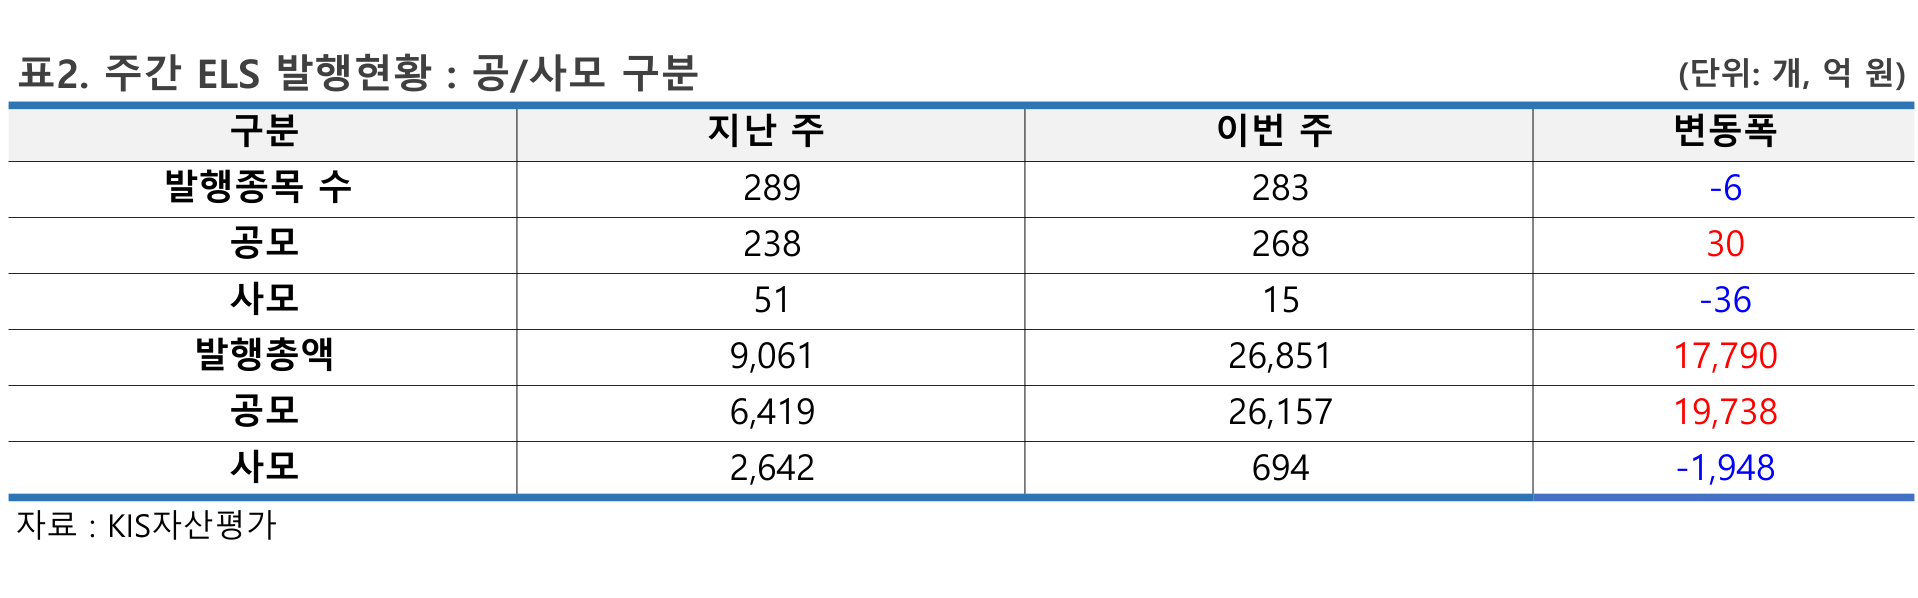 표2. 주간 ELS 발행현황 : 공/사모 구분 (단위: 개, 억 원)
구분 지난 주 이번 주 변동폭
발행종목 수 289 283 -6
공모 238 268 30
사모 51 15 -36
발행총액 9,061 26,851 17,790
공모 6,419 26,157 19,738
사모 2,642 694 -1,948
자료 : KIS자산평가